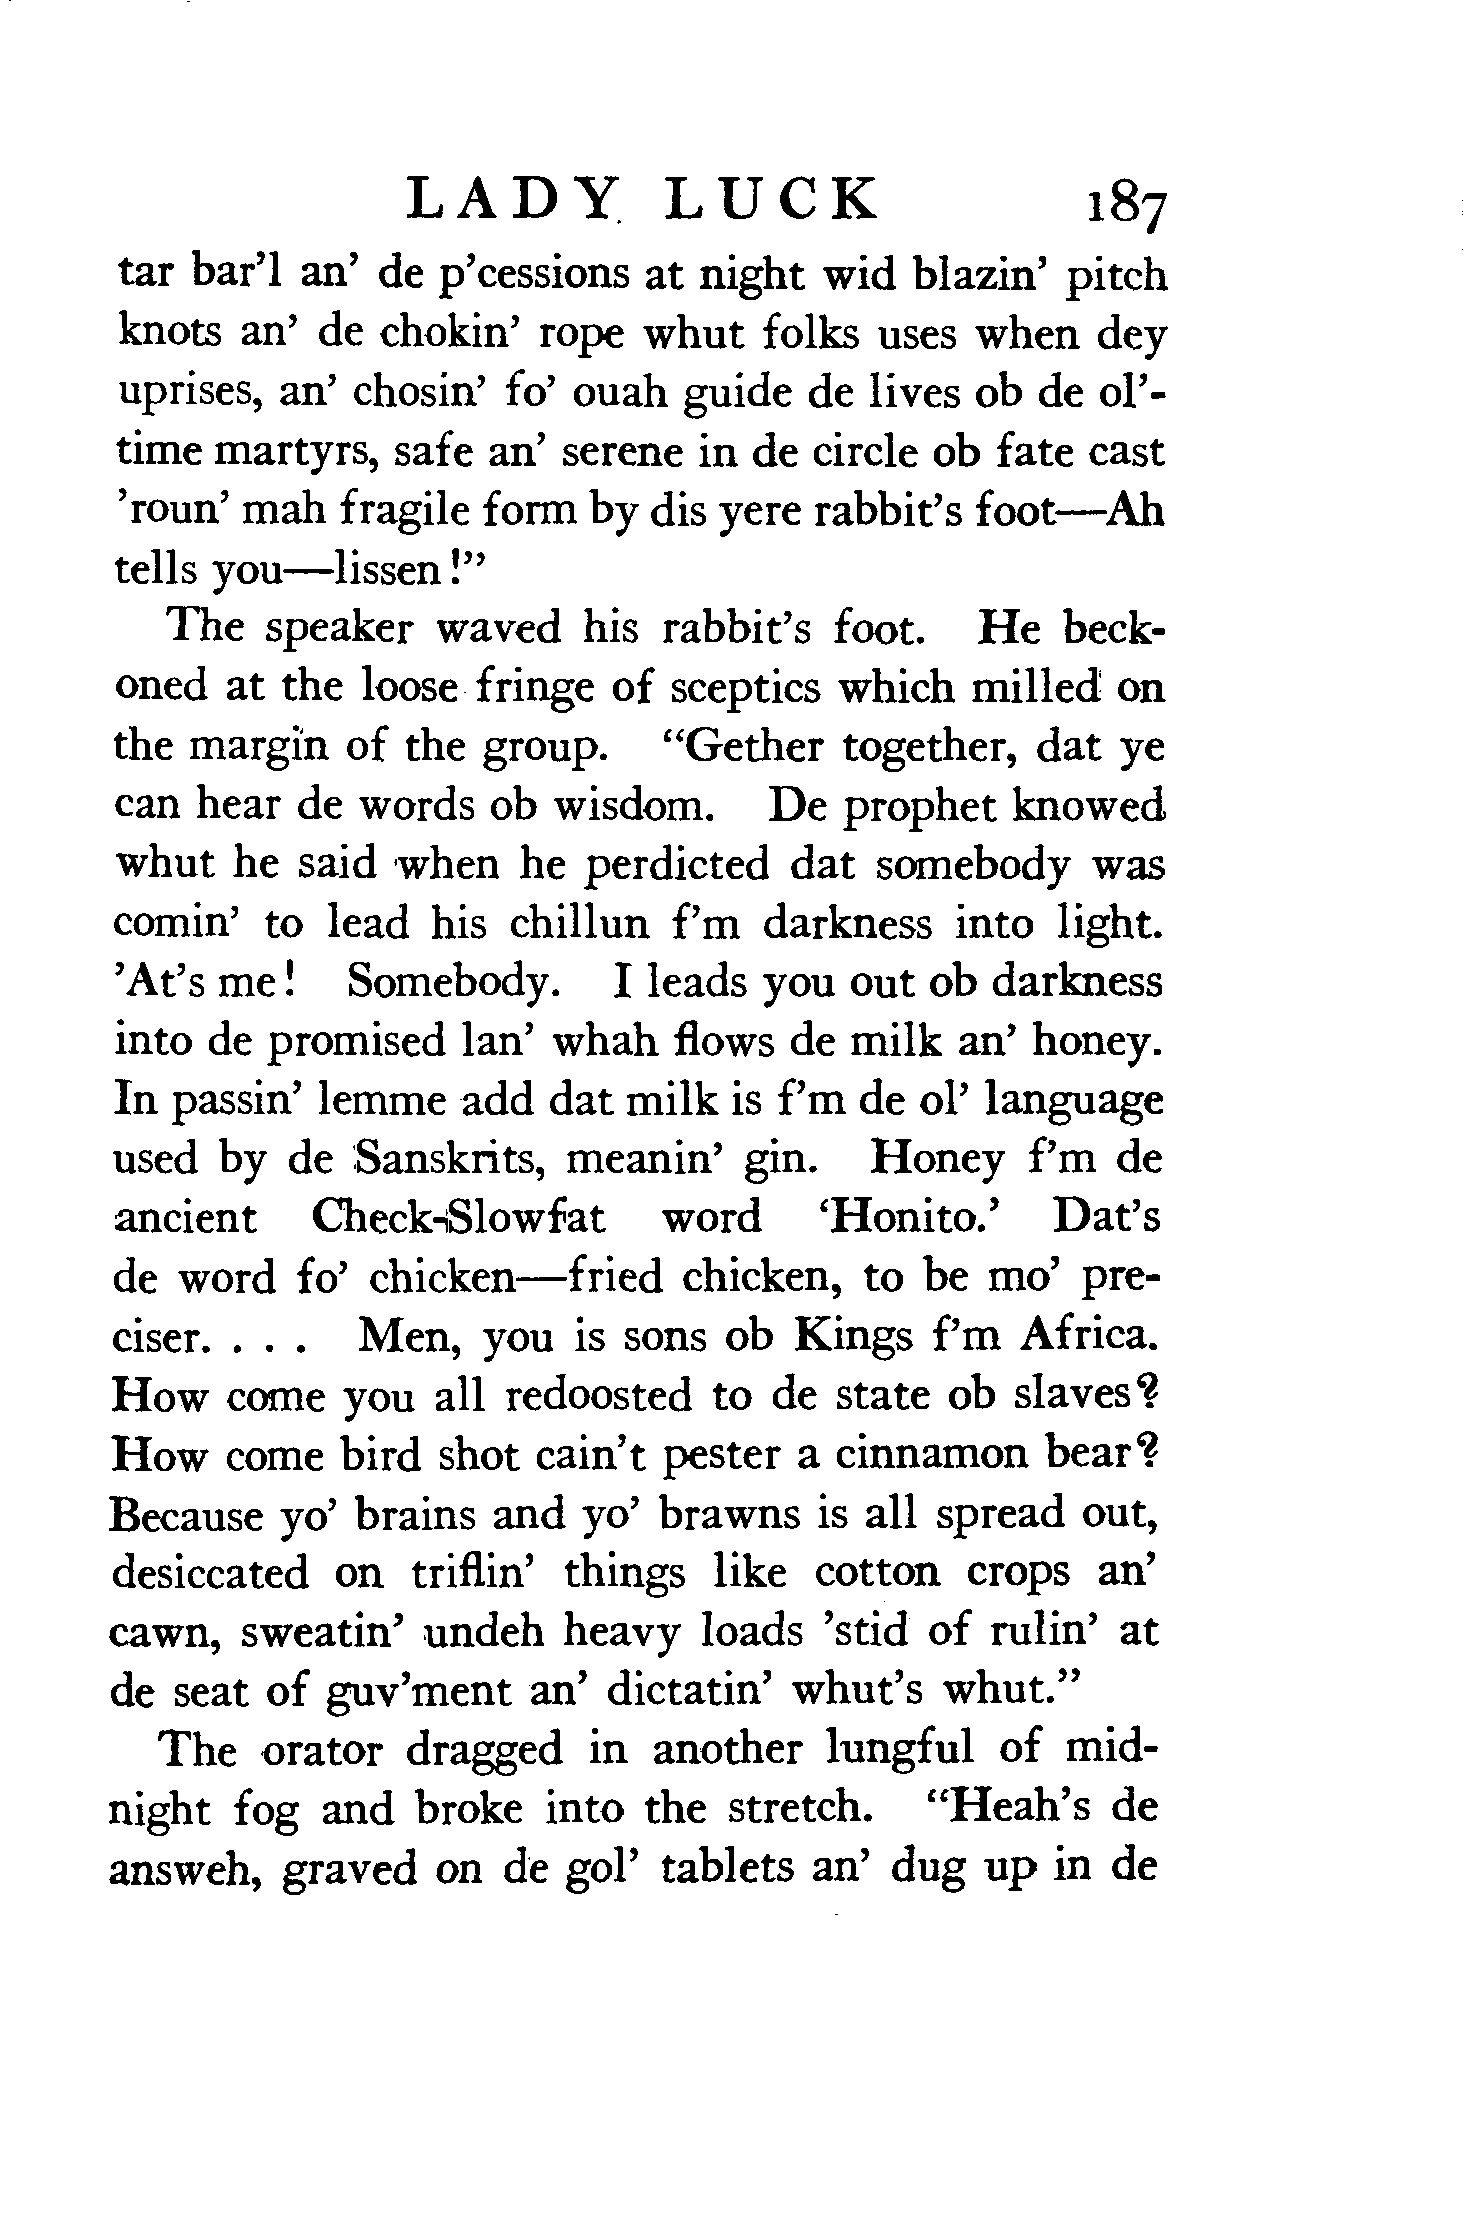 LADY LUCK 187
tar bar'l an' de p'cessions at night wid blazin' pitch
knots an' de chokin' rope whut folks uses when dey
uprises, an' chosin' fo' ouah guide de lives ob de ol'-
time martyrs, safe an' serene in de circle ob fate cast
'roun' mah fragile form by dis yere rabbit's foot—Ah
tells you—lissen!"
The speaker waved his rabbit's foot. He beck-
oned at the loose fringe of sceptics which milled on
the margin of the group. "Gether together, dat ye
can hear de words ob wisdom. De prophet knowed
whut he said when he perdicted dat somebody was
comin' to lead his chillun f'm darkness into light.
'At's me! Somebody. I leads you out ob darkness
into de promised lan' whah flows de milk an' honey.
In passin' lemme add dat milk is f'm de ol' language
used by de Sanskrits, meanin' gin. Honey f'm de
ancient Check-Slowfat word 'Honito.' Dat's
de word fo' chicken—fried chicken, to be mo' pre-
ciser. . . . Men, you is sons ob Kings f'm Africa.
How come you all redoosted to de state ob slaves?
How come bird shot cain't pester a cinnamon bear?
Because yo' brains and yo' brawns is all spread out,
desiccated on triflin' things like cotton crops an'
cawn, sweatin' undeh heavy loads 'stid of rulin' at
de seat of guv'ment an' dictatin' whut's whut."
The orator dragged in another lungful of mid-
night fog and broke into the stretch. "Heah's de
answeh, graved on de gol' tablets an' dug up in de